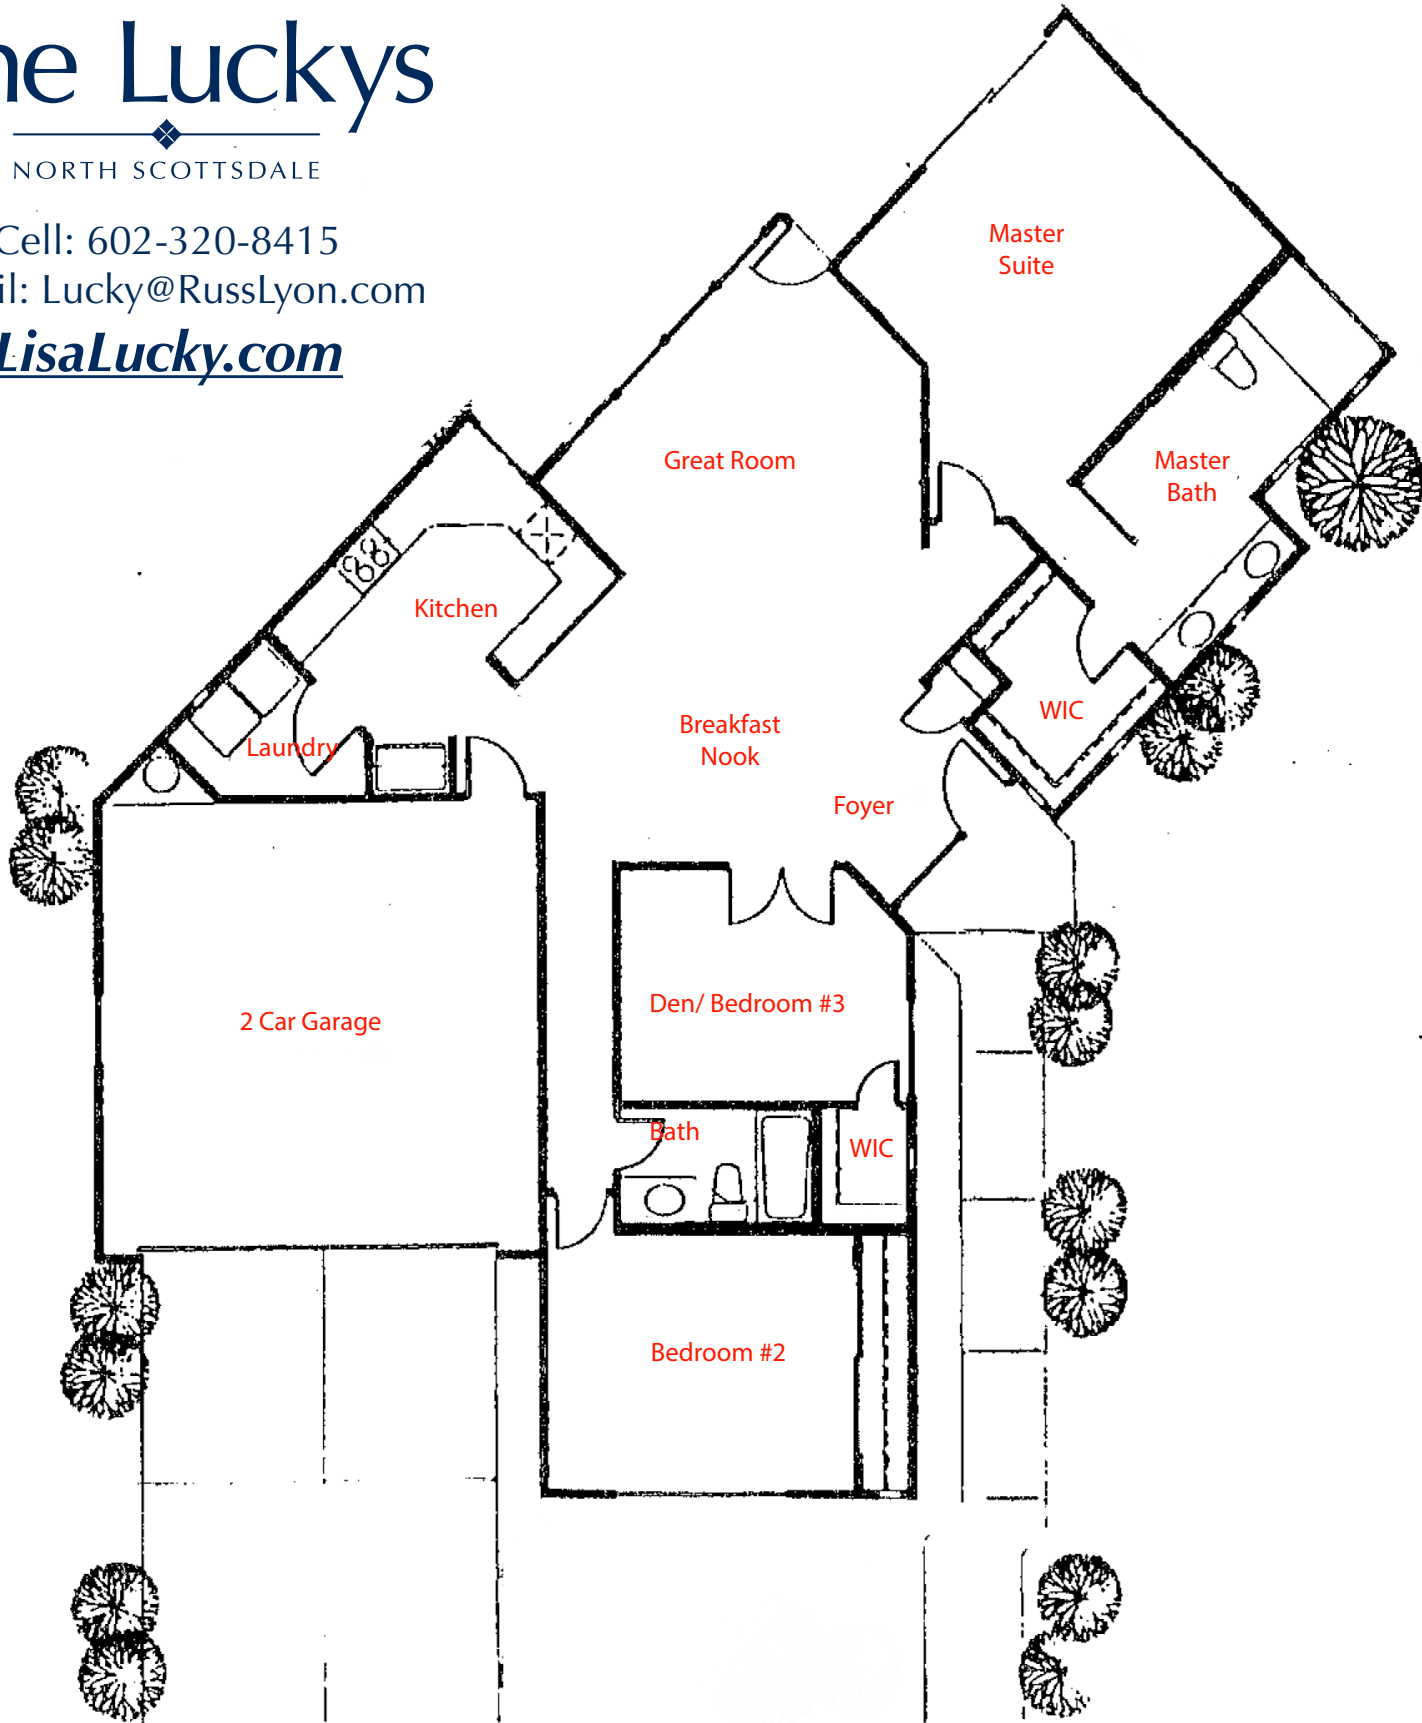 he Luckys
NORTH SCOTTSDALE
Cell: 602-320-8415
il: Lucky@RussLyon.com
LisaLucky.com
Master
Suite
Great Room
Master
Bath
Kitchen
WIC
Breakfast
Nook
Laundry
Foyer
Den/ Bedroom #3
2 Car Garage
Bath
WIC
Bedroom #2